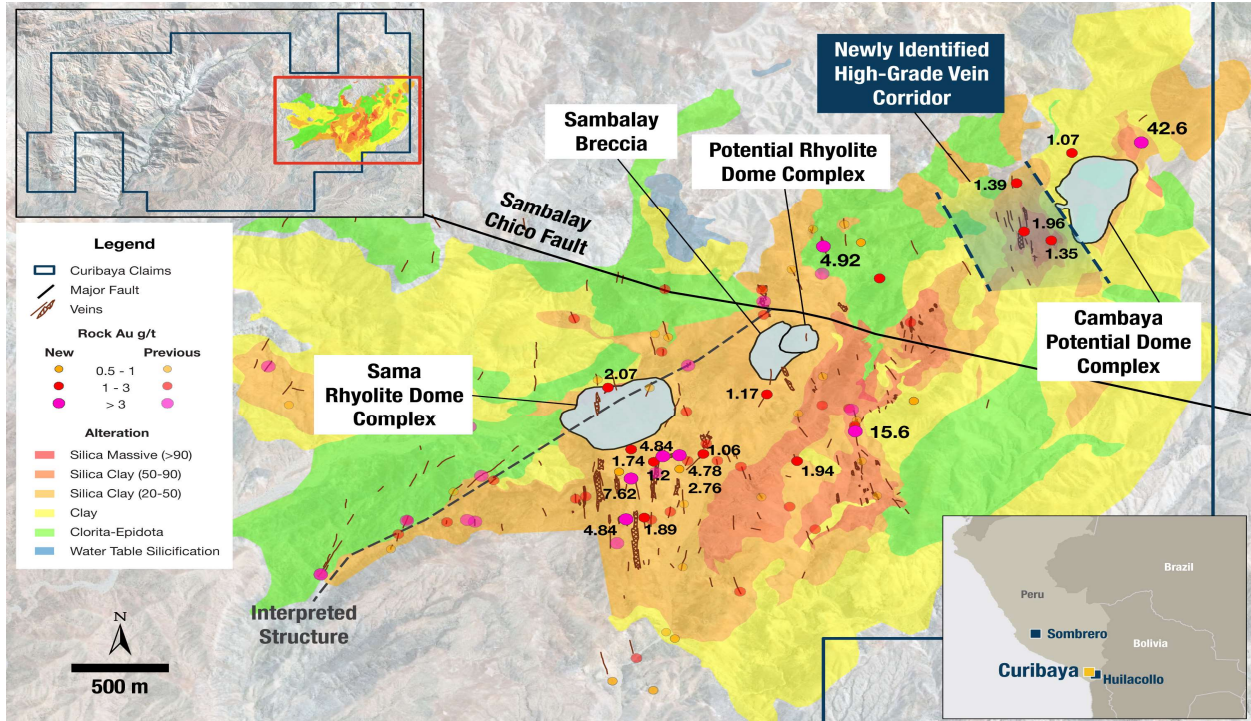 Newly Identified
High-Grade Vein
Corridor
Sambalay
Breccia
Potential Rhyolite
Dome Complex
Sambalay
Chico Fault
42.6
1.07
1.39
1.96
1.35
4.92
Cambaya
Potential Dome
Complex
Sama
Rhyolite Dome
Complex
2.07
1.17
15.6
4.84
1.06
1.74
1.2
4.78
2.76
1.94
7.62
4.84
1.89
Interpreted
Structure
Legend
Curibaya Claims
Major Fault
Veins
Rock Au g/t
New Previous
0.5 - 1
1 - 3
> 3
Alteration
Silica Massive (>90)
Silica Clay (50-90)
Silica Clay (20-50)
Clay
Clorita-Epidota
Water Table Silicification
N
500 m
Brazil
Peru
Bolivia
Sombrero
Curibaya
Huilacollo